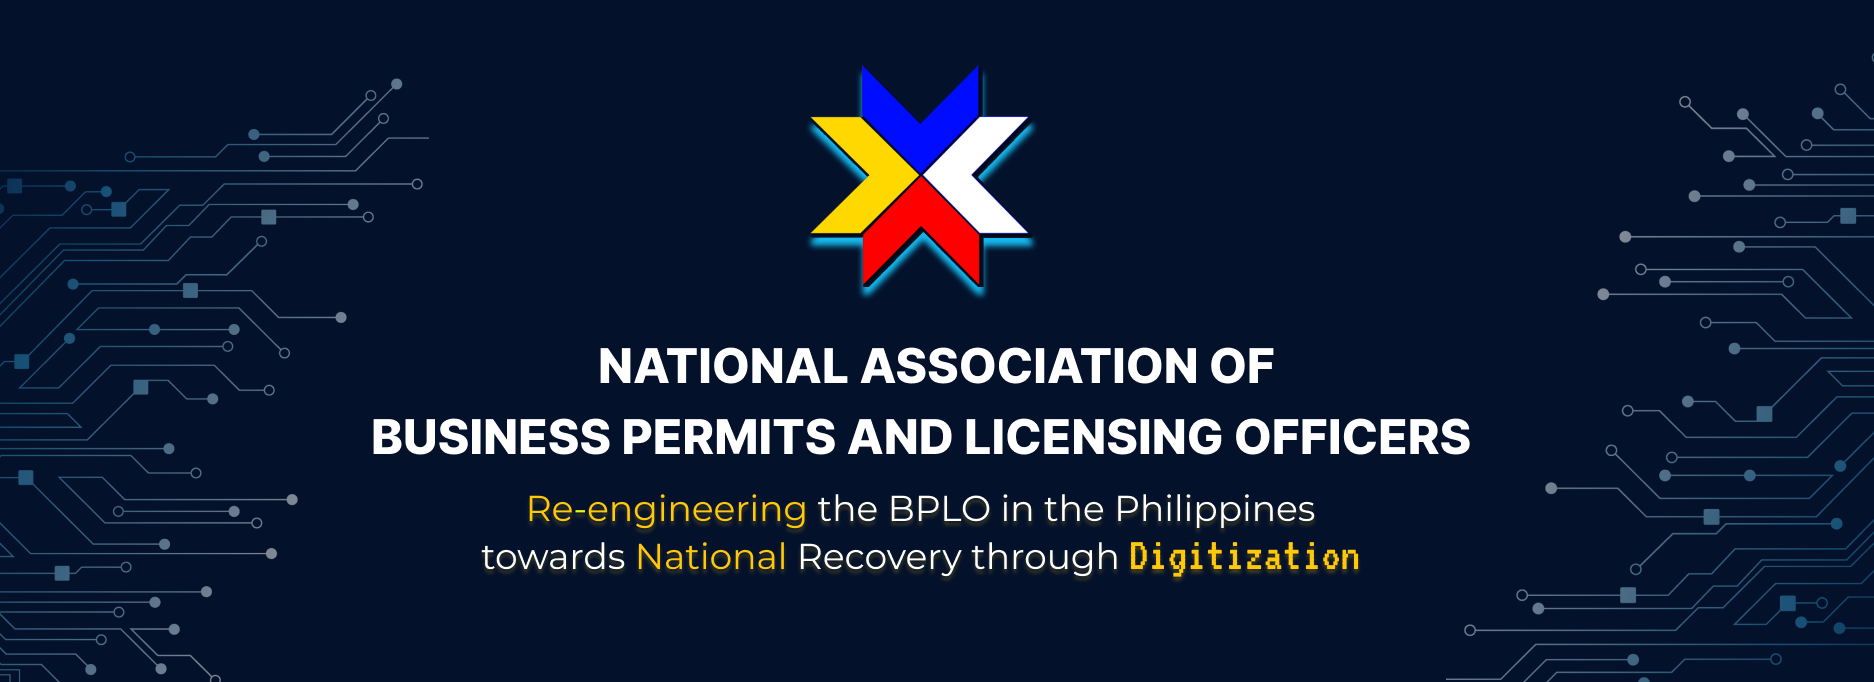 NATIONAL ASSOCIATION OF
BUSINESS PERMITS AND LICENSING OFFICERS
Re-engineering the BPLO in the Philippines
towards National Recovery through Digitization